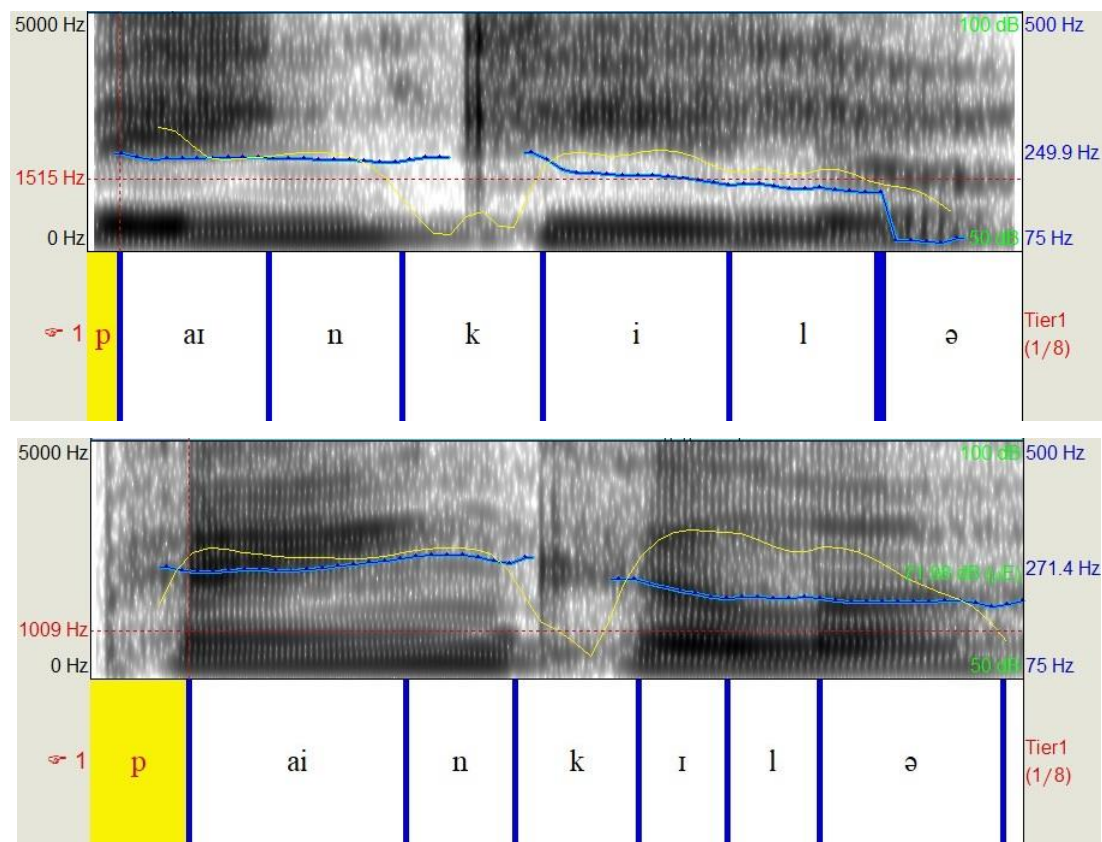 5000 Hz 100 dB 500 Hz
249.9 Hz
1515 Hz
0 Hz 50 dB 75 Hz
☞ 1 p aɪ n k i l ə Tier1
(1/8)
5000 Hz 100 dB 500 Hz
271.4 Hz
1009 Hz
0 Hz 50 dB 75 Hz
☞ 1 p ai n k ɪ l ə Tier1
(1/8)